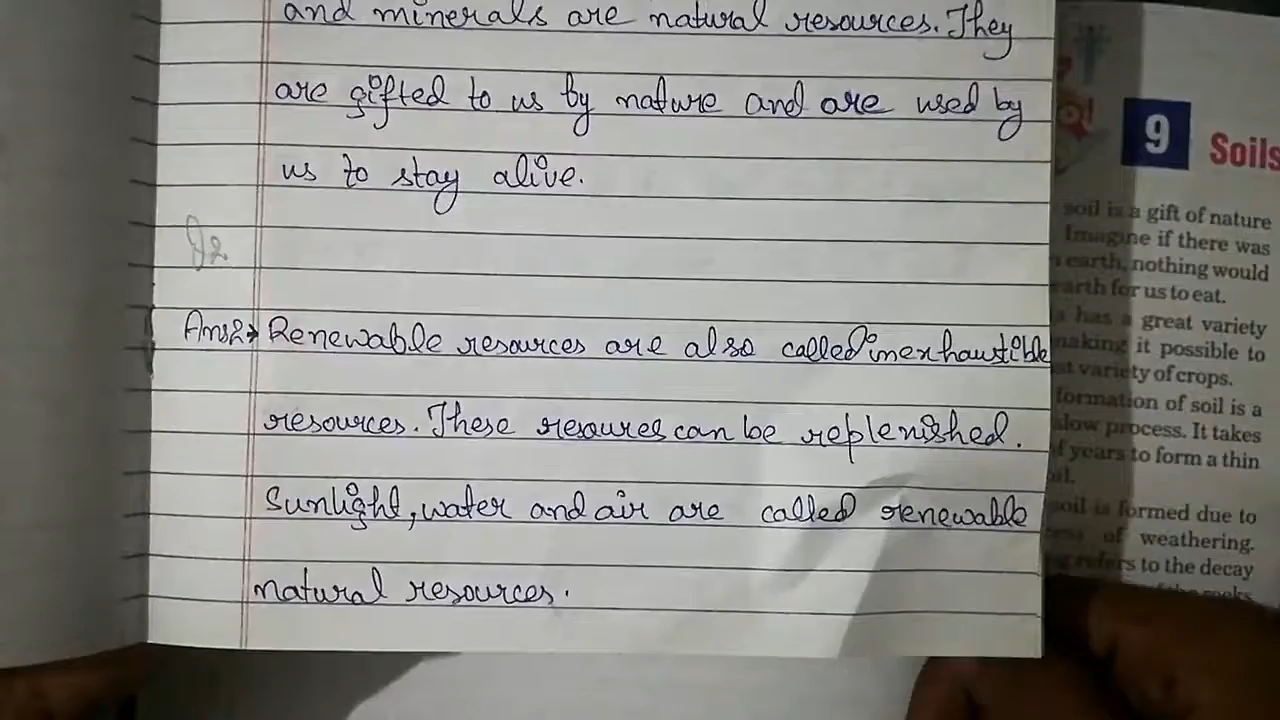 and minerals are natural resources. They
are gifted to us by nature and are used by
us to stay alive.
Q2
Ans2→ Renewable resources are also called inexhaustible
resources. These resoures can be replenished.
Sunlight, water and air are called renewable
natural resources.
9 Soils
soil is a gift of nature
Imagine if there was
earth, nothing would
earth for us to eat.
has a great variety
making it possible to
variety of crops.
formation of soil is a
slow process. It takes
of years to form a thin
soil is formed due to
of weathering.
refers to the decay